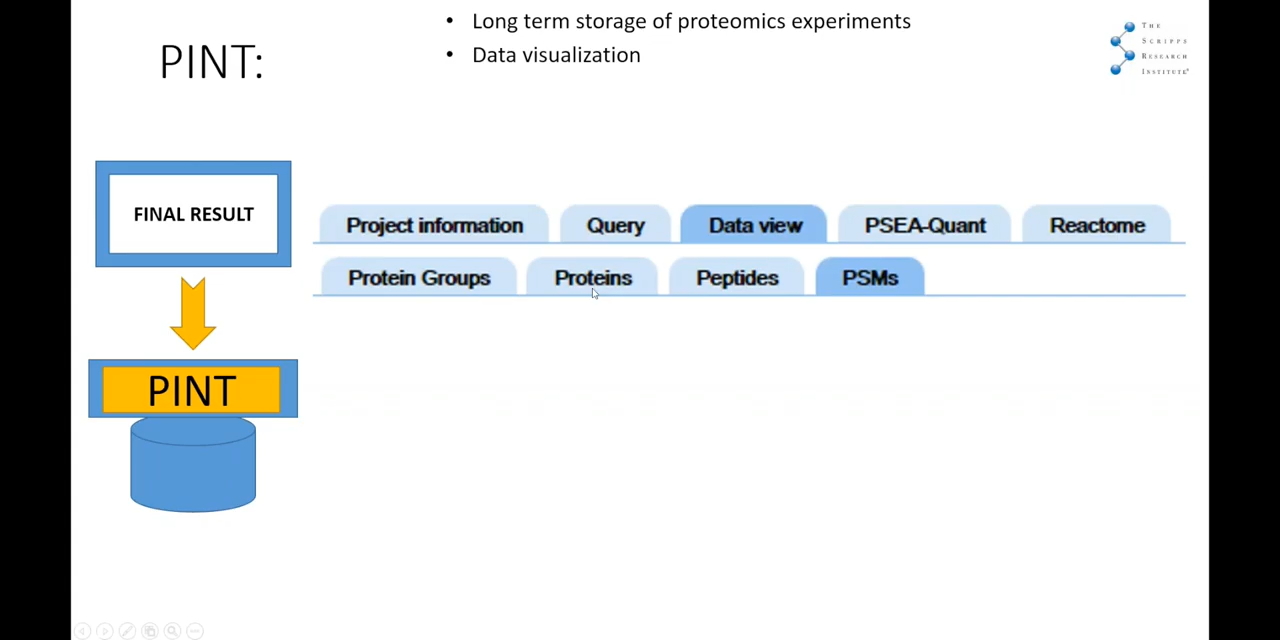 • Long term storage of proteomics experiments
• Data visualization
PINT:
THE
SCRIPPS
RESEARCH
INSTITUTE®
FINAL RESULT
Project information Query Data view PSEA-Quant Reactome
Protein Groups Proteins Peptides PSMs
PINT